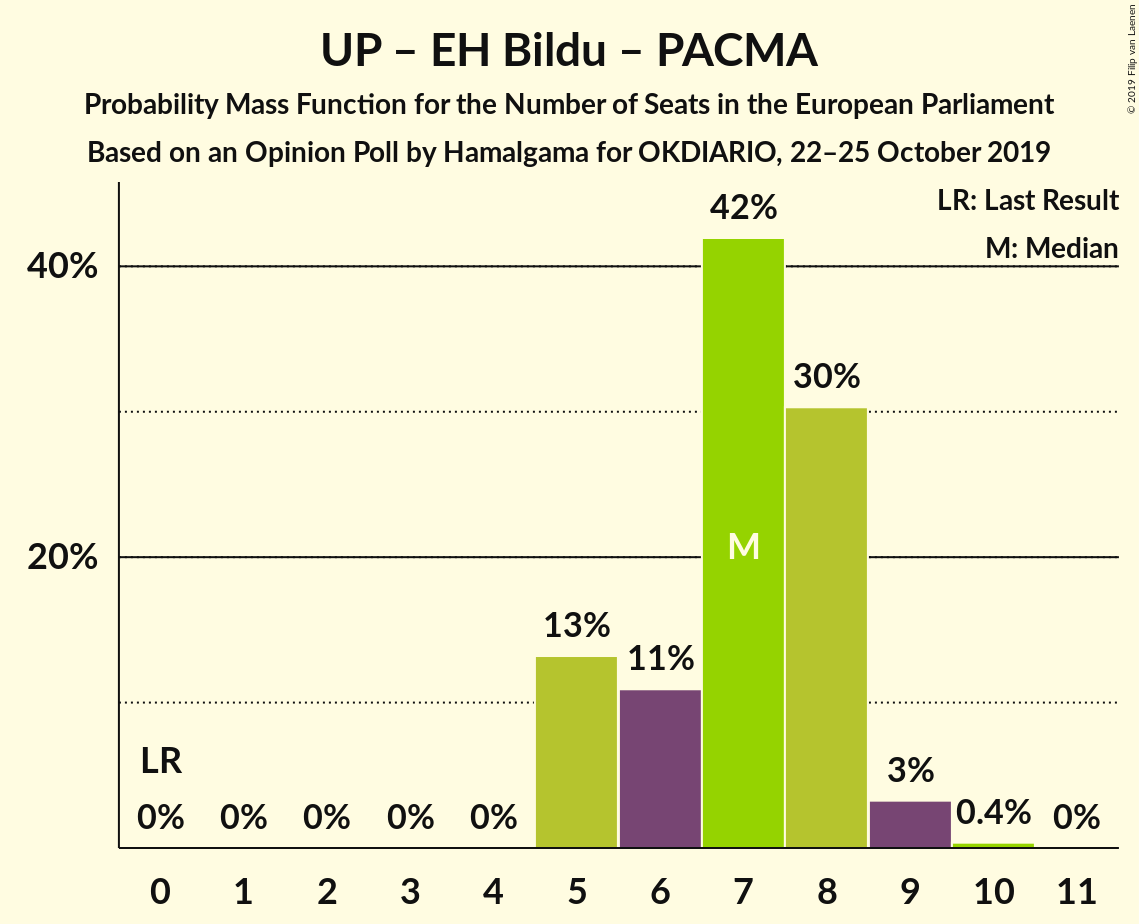 UP – EH Bildu – PACMA
Probability Mass Function for the Number of Seats in the European Parliament
Based on an Opinion Poll by Hamalgama for OKDIARIO, 22–25 October 2019
© 2019 Filip van Laenen
LR: Last Result
M: Median
40%
20%
42%
30%
M
13%
11%
LR
3%
0% 0% 0% 0% 0% 0.4% 0%
0 1 2 3 4 5 6 7 8 9 10 11